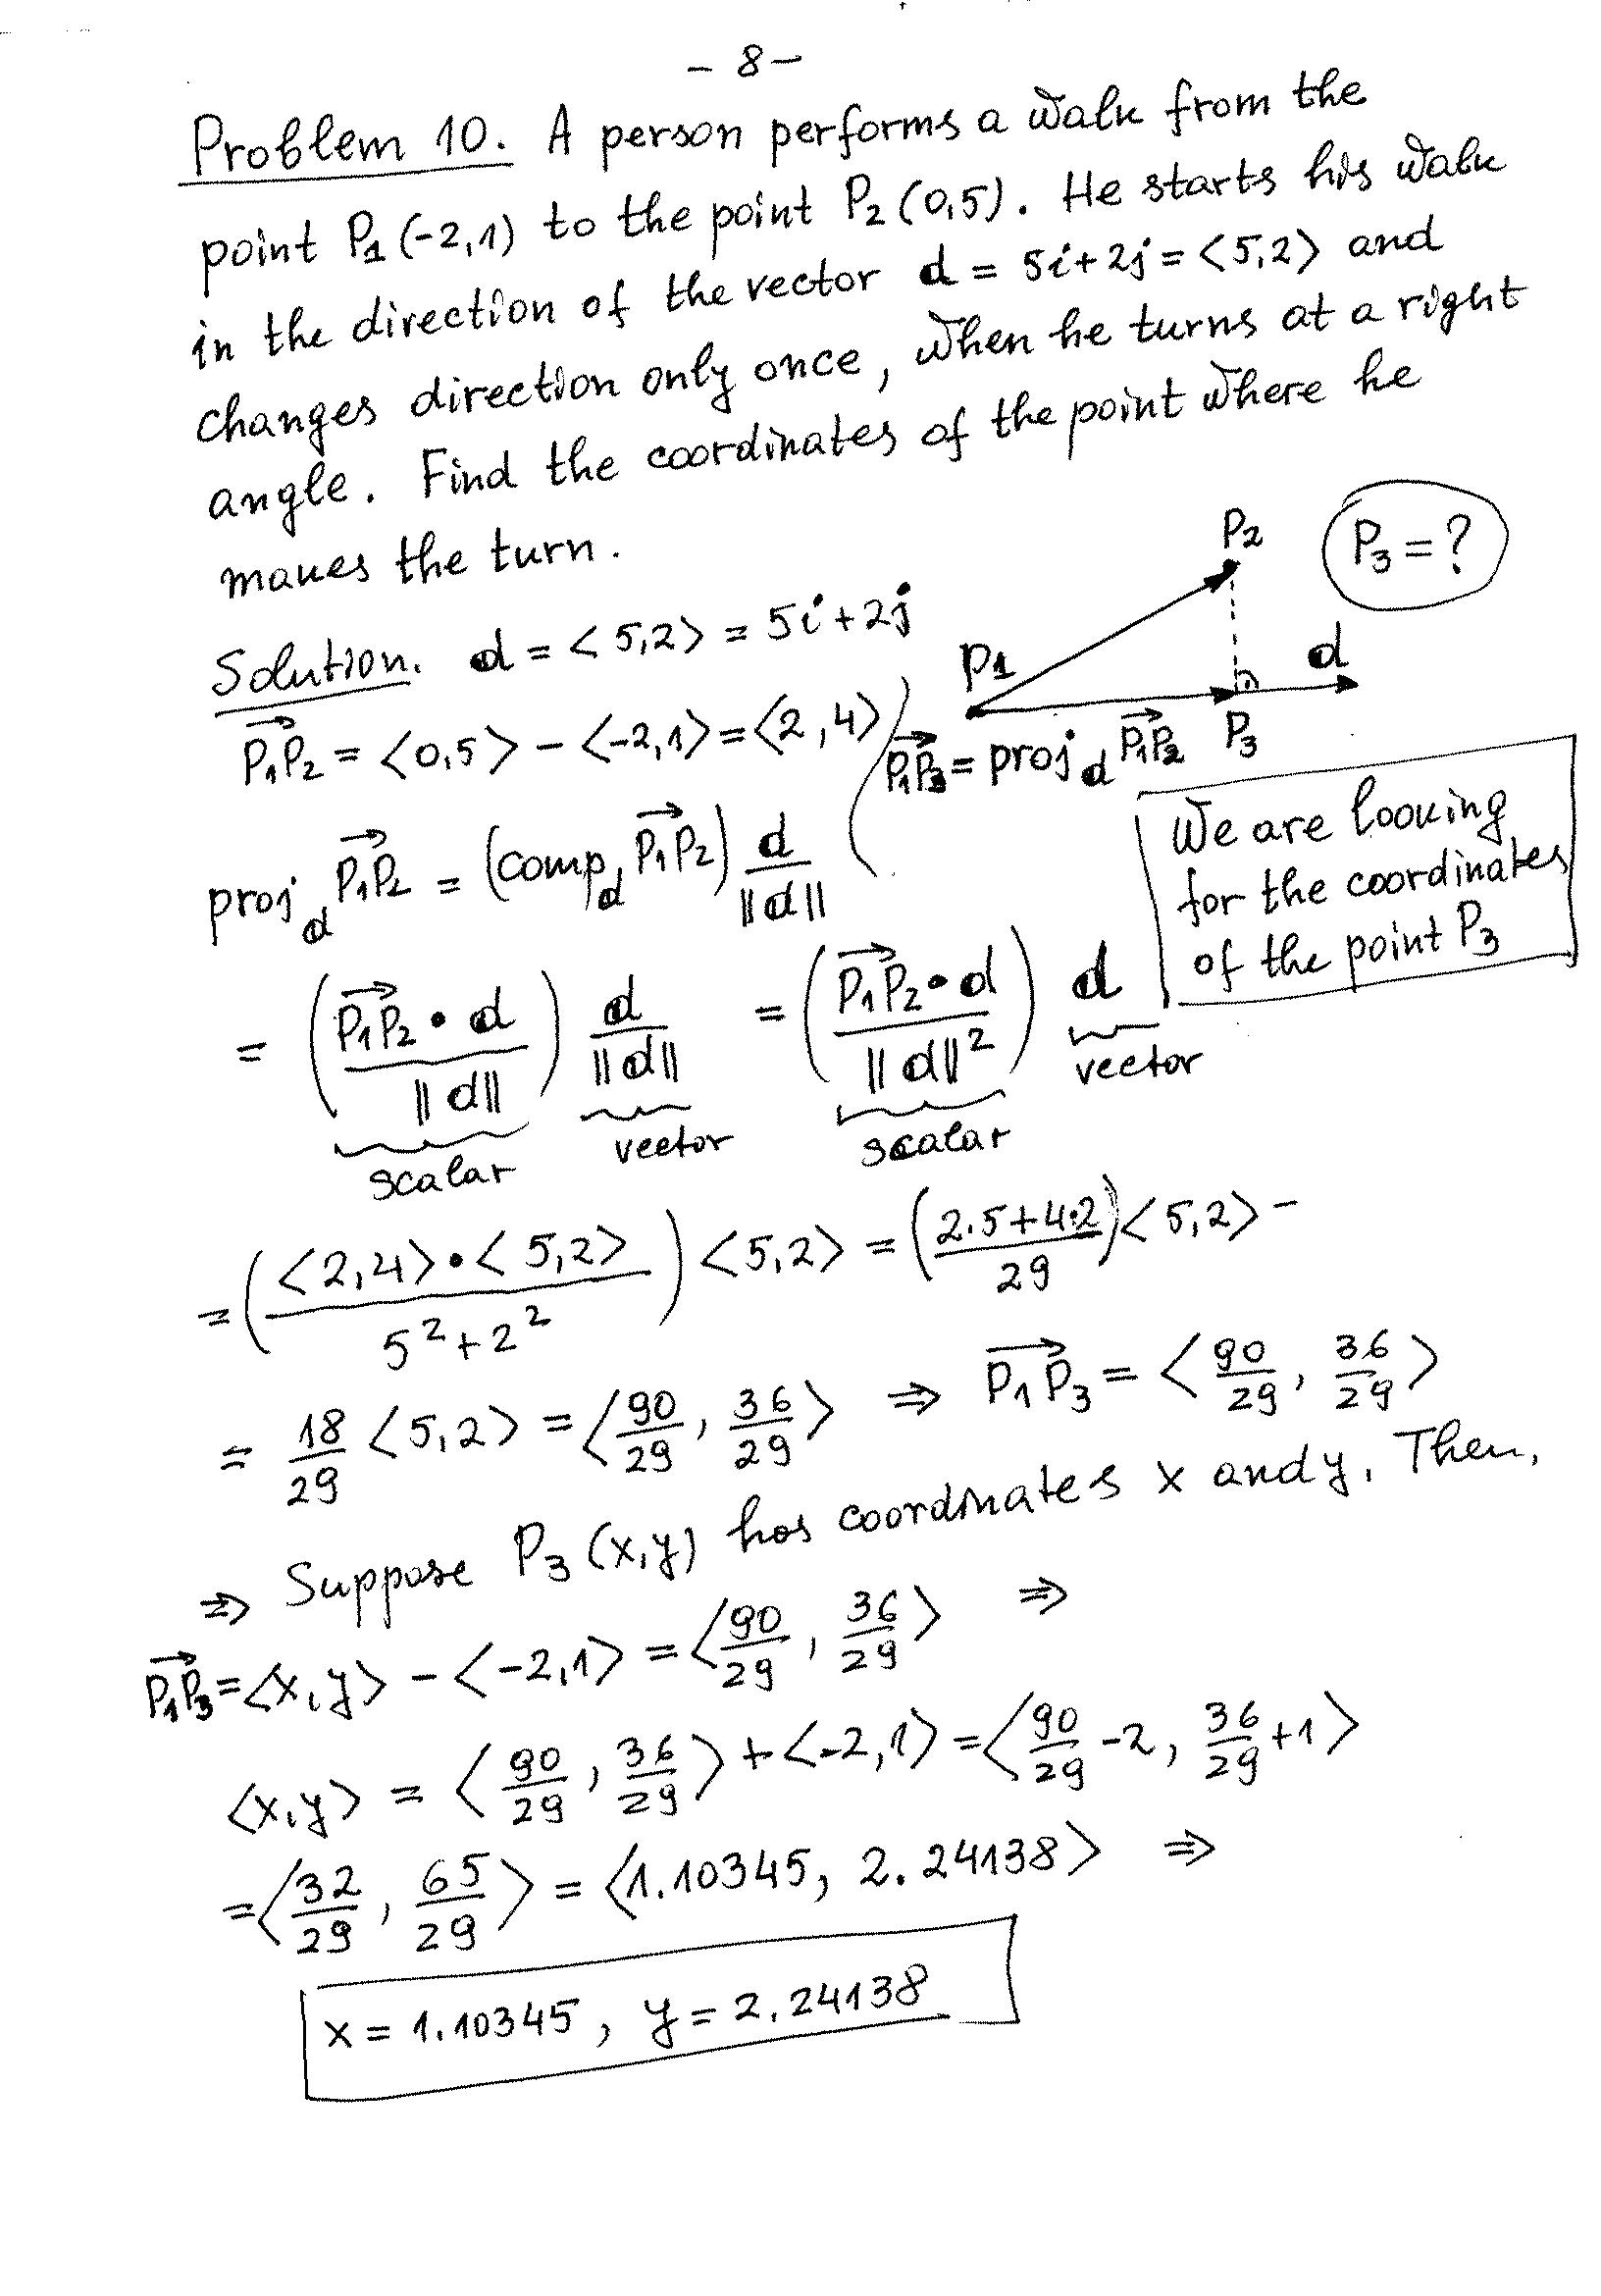 - 8 -
Problem 10. A person performs a walk from the
point P₁(-2,1) to the point P₂(0,5). He starts his walk
in the direction of the vector d = 5i+2j = <5,2> and
changes direction only once, when he turns at a right
angle. Find the coordinates of the point where he
makes the turn.
P₂
P₃ = ?
Solution. d = <5,2> = 5i+2j
P₁
d
P₁P₂ = <0,5> - <-2,1> = <2,4>
P₁P₃ = proj_d P₁P₂
P₃
We are looking
for the coordinates
of the point P₃
proj_d P₁P₂ = (comp_d P₁P₂) d/||d||
= (P₁P₂ • d / ||d||) d/||d|| = (P₁P₂ • d / ||d||²) d
scalar vector scalar vector
= (<2,4> • <5,2> / 5²+2²) <5,2> = (2·5+4·2 / 29) <5,2> -
= 18/29 <5,2> = <90/29, 36/29> ⇒ P₁P₃ = <90/29, 36/29>
⇒ Suppose P₃(x,y) has coordinates x and y. Then,
P₁P₃ = <x,y> - <-2,1> = <90/29, 36/29> ⇒
<x,y> = <90/29, 36/29> + <-2,1> = <90/29 -2, 36/29 +1>
= <32/29, 65/29> = <1.10345, 2.24138> ⇒
x = 1.10345, y = 2.24138